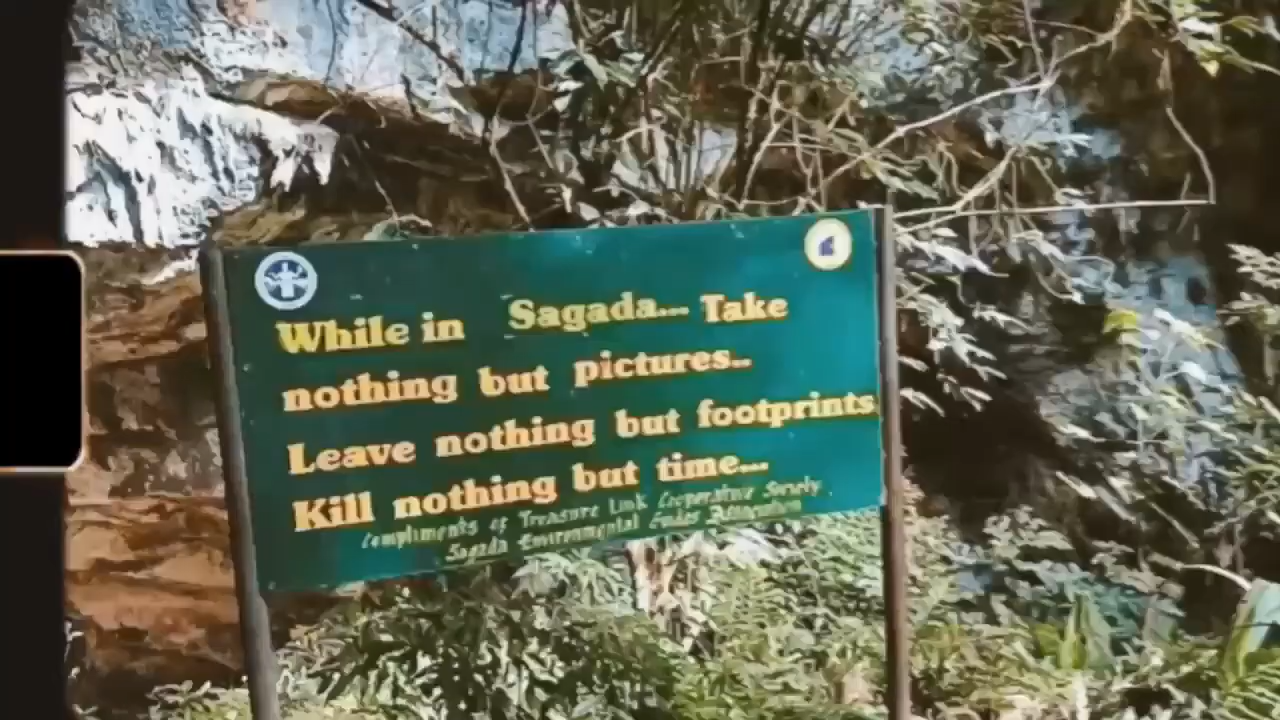 While in Sagada... Take
nothing but pictures..
Leave nothing but footprints
Kill nothing but time...
Compliments of Treasure Link Cooperative Society
Sagada Environmental Guides Association